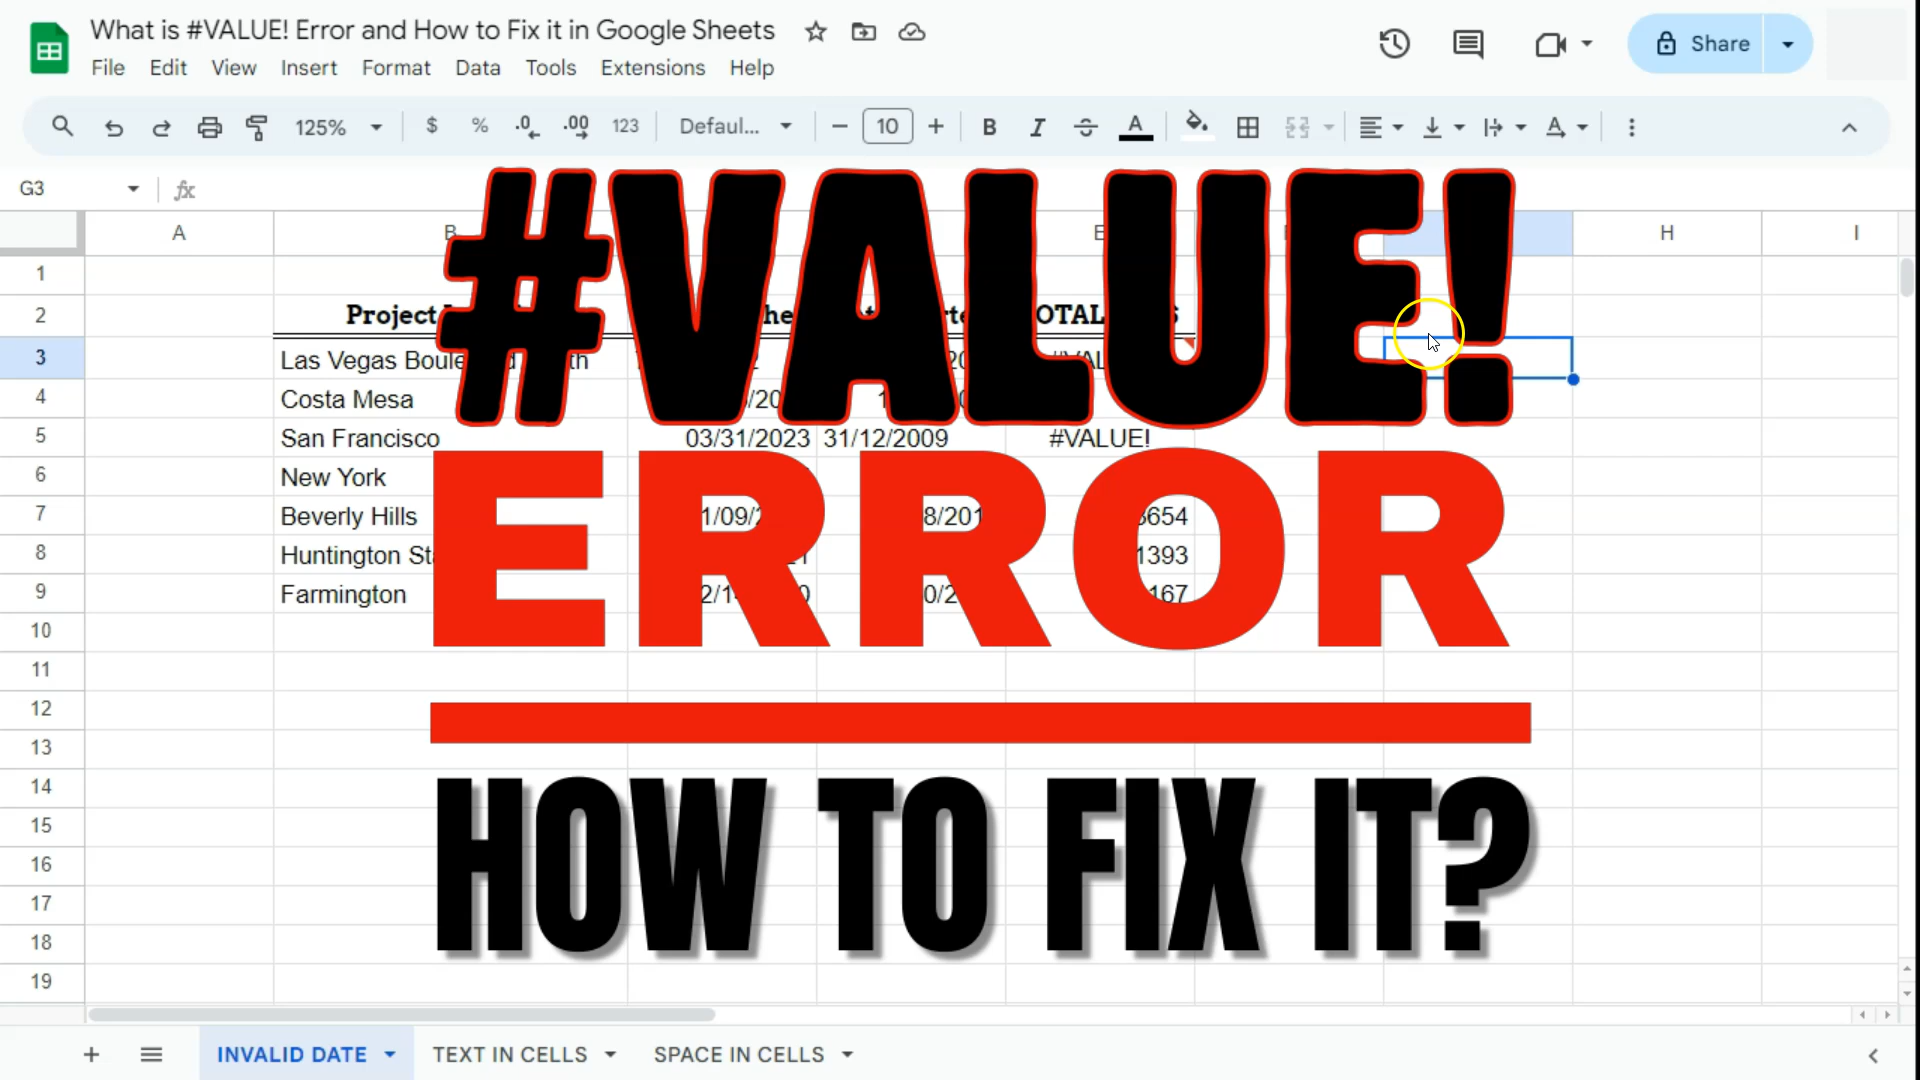 What is #VALUE! Error and How to Fix it in Google Sheets
File Edit View Insert Format Data Tools Extensions Help
Share
125% $ % .0 .00 123 Defaul... 10 B I A A
G3 fx
#VALUE!
ERROR
HOW TO FIX IT?
A B E H I
1
2 Project
3 Las Vegas
4 Costa Mesa
5 San Francisco 03/31/2023 31/12/2009 #VALUE!
6 New York
7 Beverly Hills
8 Huntington
9 Farmington
10
11
12
13
14
15
16
17
18
19
INVALID DATE TEXT IN CELLS SPACE IN CELLS